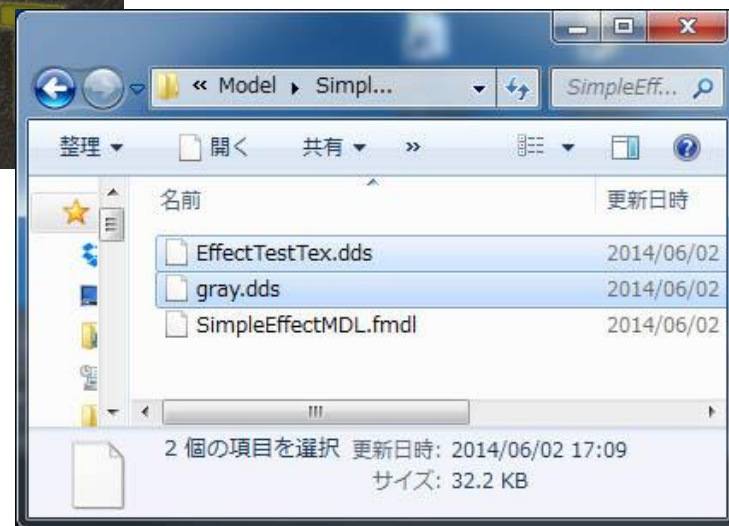 « Model ▸ Simpl...
SimpleEff...
整理 ▼ 開く 共有 ▼ »
名前 更新日時
EffectTestTex.dds 2014/06/02
gray.dds 2014/06/02
SimpleEffectMDL.fmdl 2014/06/02
2 個の項目を選択 更新日時: 2014/06/02 17:09
サイズ: 32.2 KB